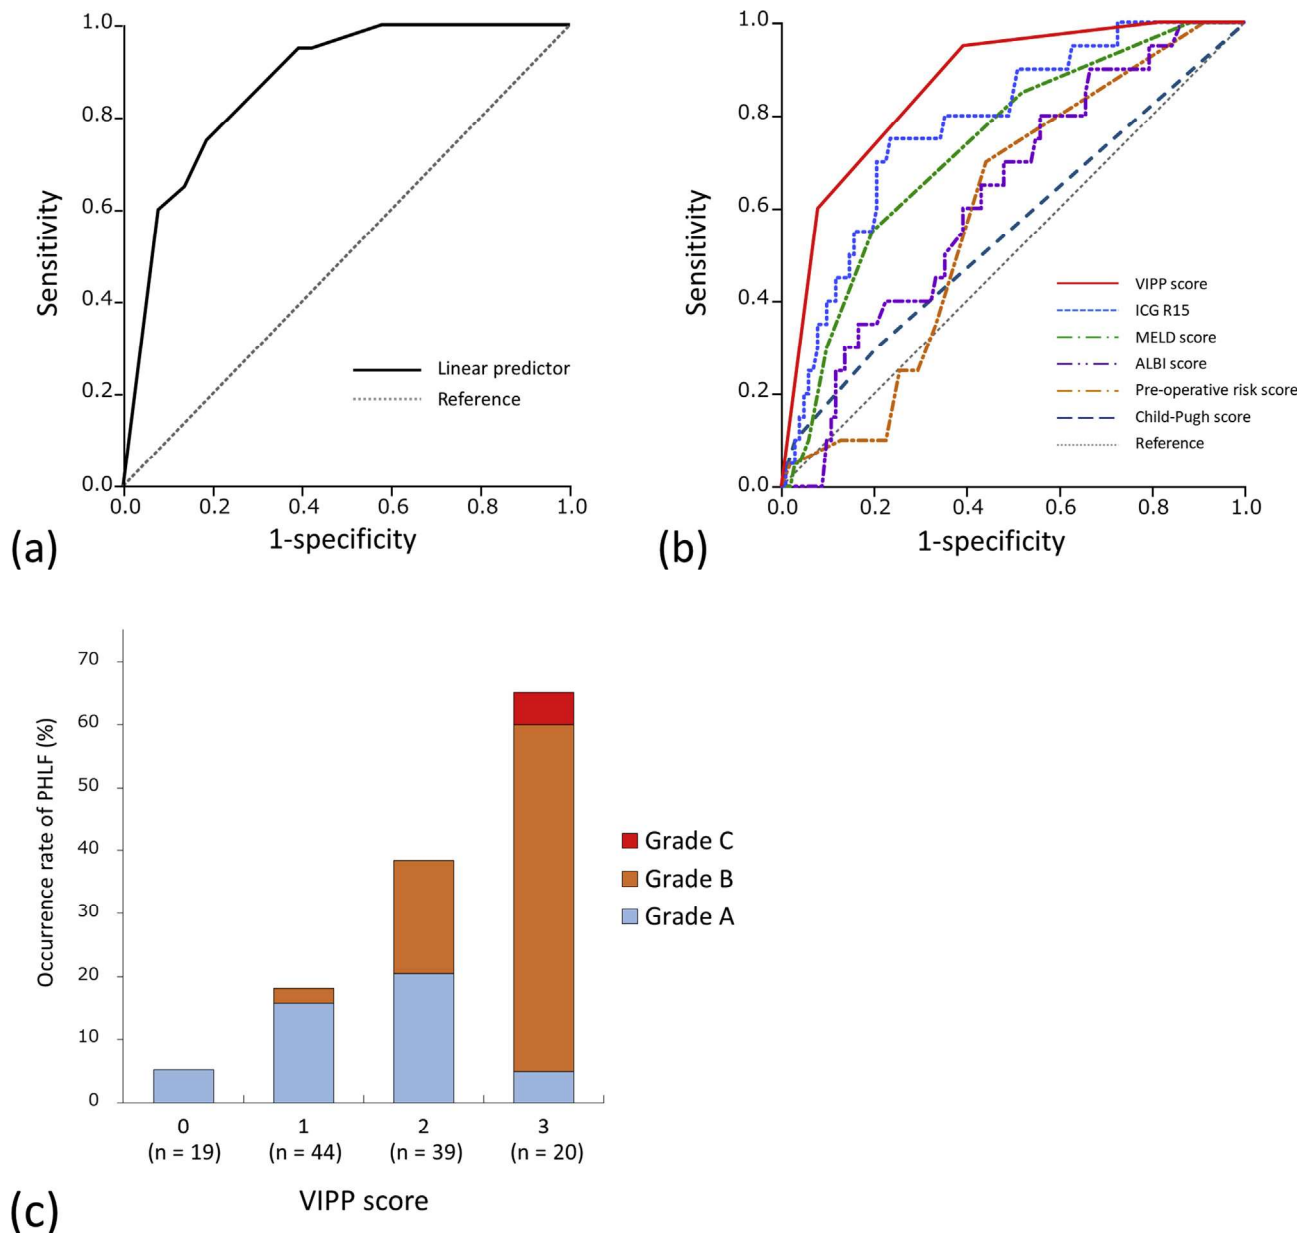 (a)
Sensitivity
1.0
0.8
0.6
0.4
0.2
0.0
0.0 0.2 0.4 0.6 0.8 1.0
1-specificity
Linear predictor
Reference
(b)
Sensitivity
1.0
0.8
0.6
0.4
0.2
0.0
0.0 0.2 0.4 0.6 0.8 1.0
1-specificity
VIPP score
ICG R15
MELD score
ALBI score
Pre-operative risk score
Child-Pugh score
Reference
(c)
Occurrence rate of PHLF (%)
70
60
50
40
30
20
10
0
0 1 2 3
(n = 19) (n = 44) (n = 39) (n = 20)
VIPP score
Grade C
Grade B
Grade A